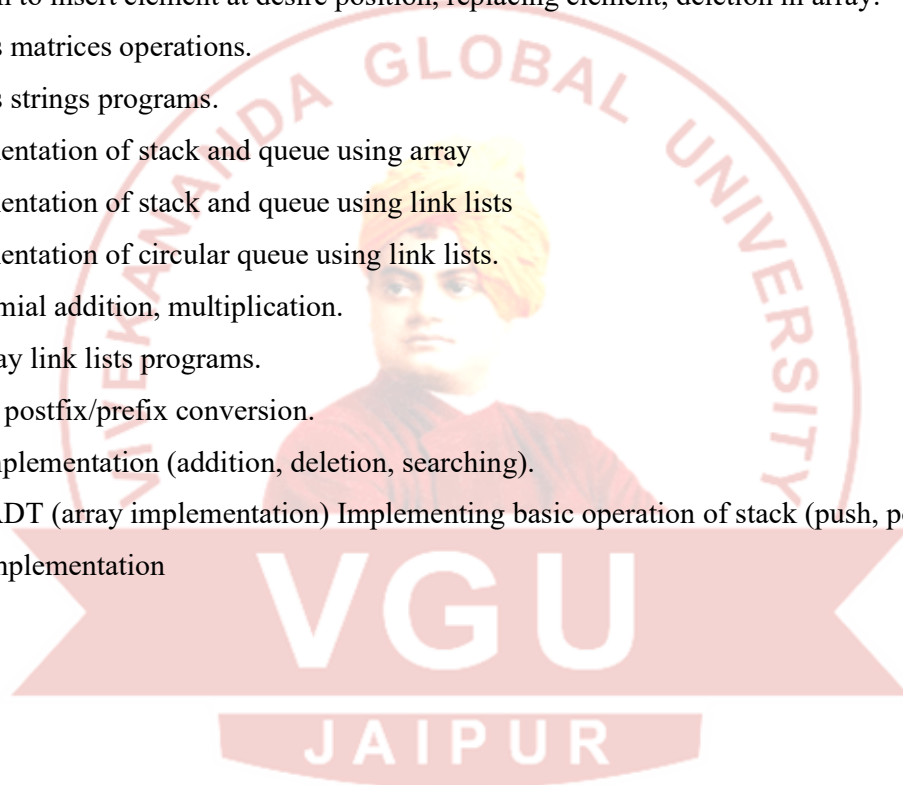 to insert element at desire position, replacing element, deletion in array.
matrices operations.
strings programs.
entation of stack and queue using array
entation of stack and queue using link lists
entation of circular queue using link lists.
mial addition, multiplication.
ay link lists programs.
postfix/prefix conversion.
plementation (addition, deletion, searching).
ADT (array implementation) Implementing basic operation of stack (push, p
plementation
VIVEKANANDA GLOBAL UNIVERSITY
VGU
JAIPUR